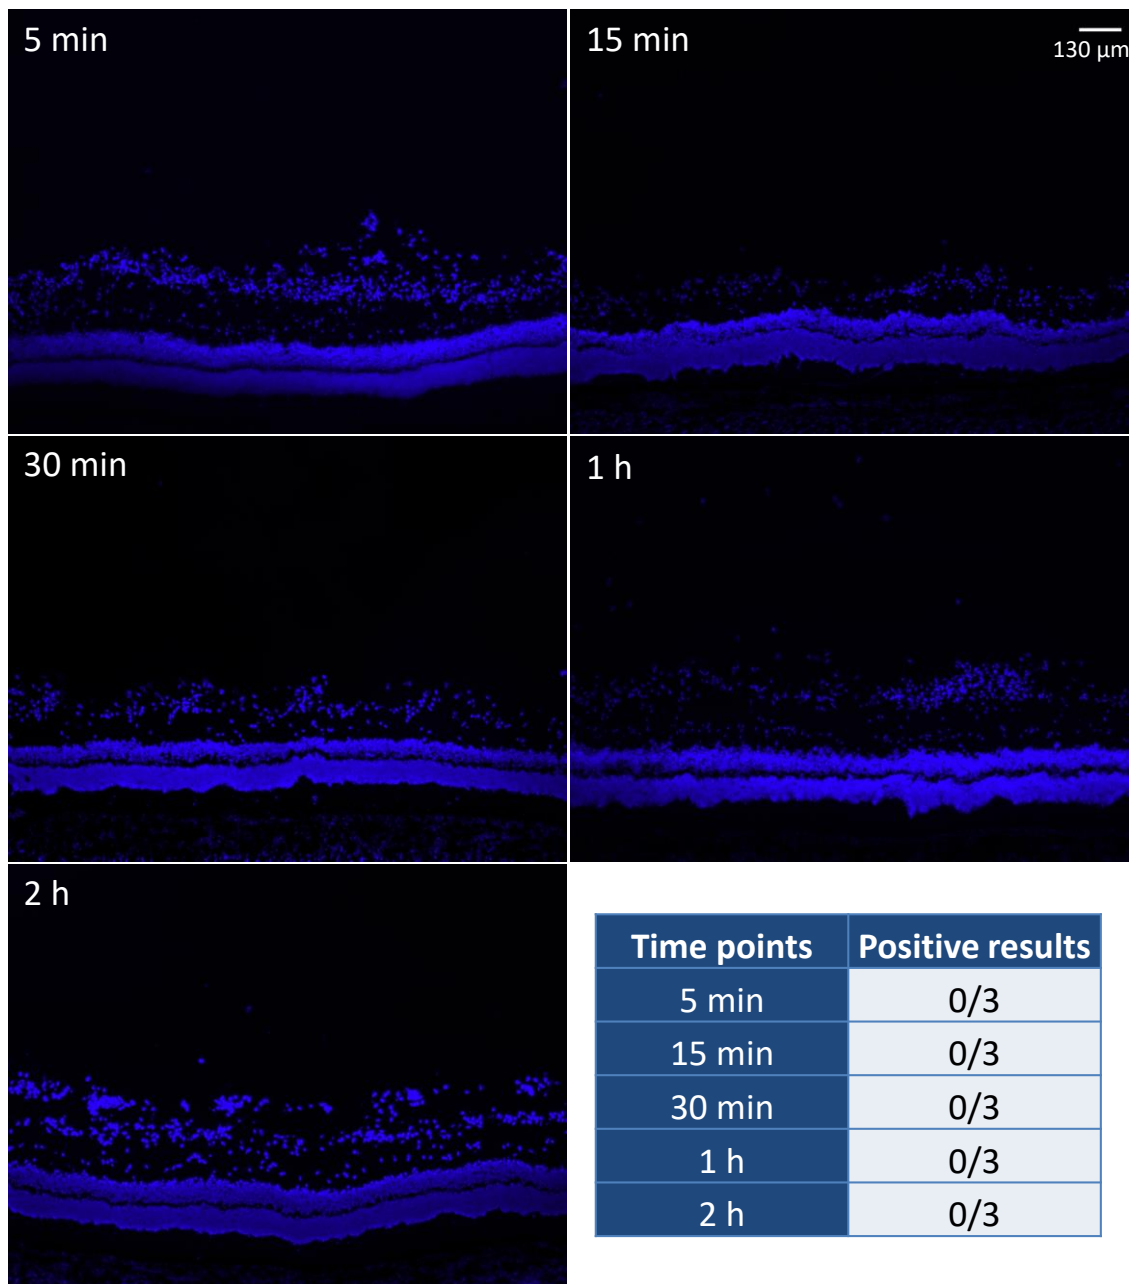 5 min
15 min
130 µm
30 min
1 h
2 h
Time points Positive results
5 min 0/3
15 min 0/3
30 min 0/3
1 h 0/3
2 h 0/3